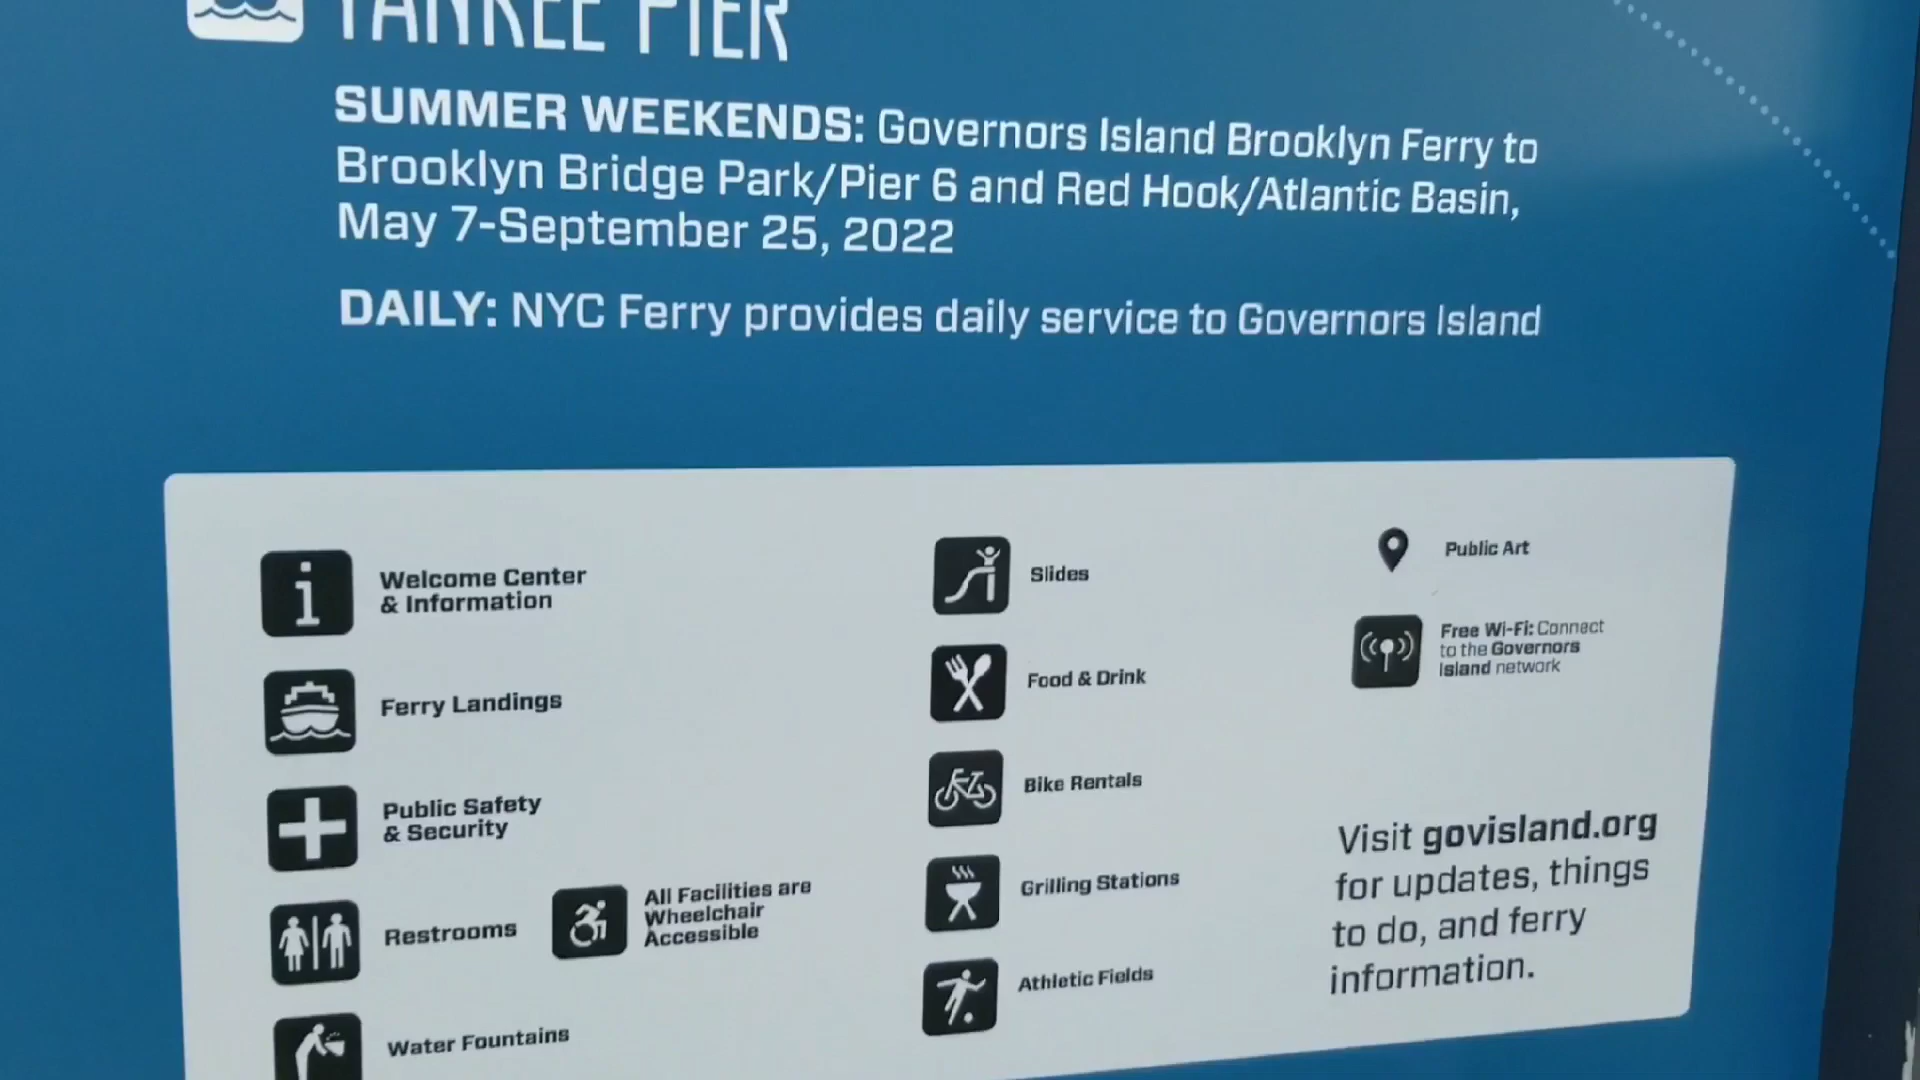 YANKEE PIER
SUMMER WEEKENDS: Governors Island Brooklyn Ferry to
Brooklyn Bridge Park/Pier 6 and Red Hook/Atlantic Basin,
May 7-September 25, 2022
DAILY: NYC Ferry provides daily service to Governors Island
Welcome Center
& Information
Ferry Landings
Public Safety
& Security
Restrooms
All Facilities are
Wheelchair
Accessible
Water Fountains
Slides
Food & Drink
Bike Rentals
Grilling Stations
Athletic Fields
Public Art
Free Wi-Fi: Connect
to the Governors
Island network
Visit govisland.org
for updates, things
to do, and ferry
information.